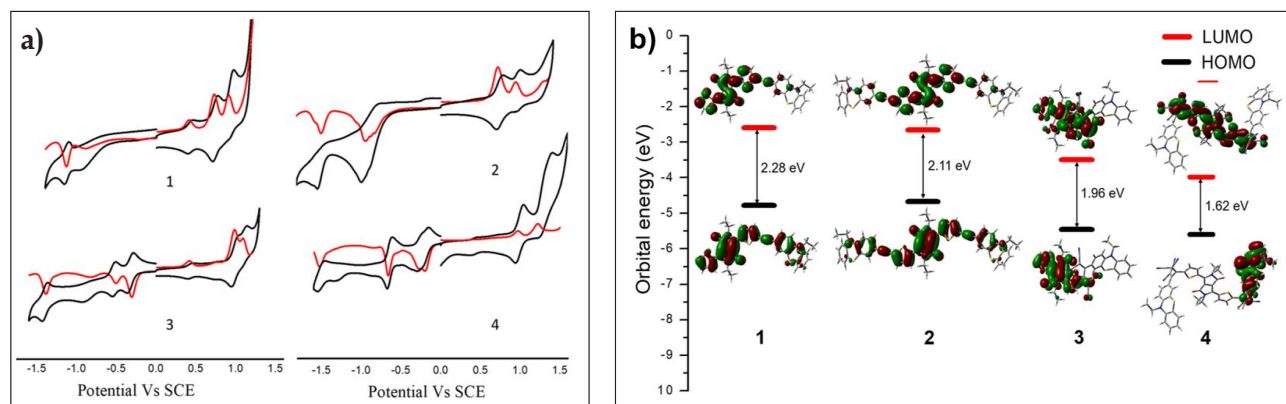 a)
1
2
3
4
-1.5 -1.0 -0.5 0.0 0.5 1.0 1.5
-1.5 -1.0 -0.5 0.0 0.5 1.0 1.5
Potential Vs SCE
Potential Vs SCE
b)
Orbital energy (eV)
0
-1
-2
-3
-4
-5
-6
-7
-8
-9
10
LUMO
HOMO
2.28 eV
2.11 eV
1.96 eV
1.62 eV
1
2
3
4